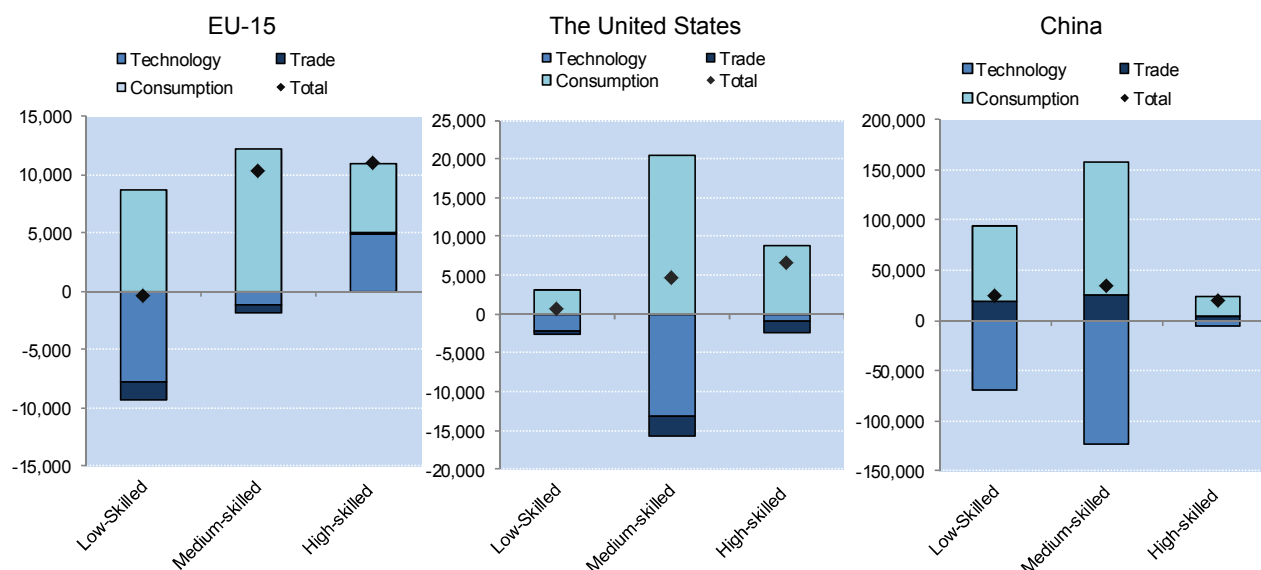 EU-15
Technology Trade
Consumption Total
15,000
10,000
5,000
0
-5,000
-10,000
-15,000
Low-Skilled
Medium-skilled
High-skilled
The United States
Technology Trade
Consumption Total
25,000
20,000
15,000
10,000
5,000
0
-5,000
-10,000
-15,000
-20,000
Low-Skilled
Medium-skilled
High-skilled
China
Technology Trade
Consumption Total
200,000
150,000
100,000
50,000
0
-50,000
-100,000
-150,000
Low-Skilled
Medium-skilled
High-skilled